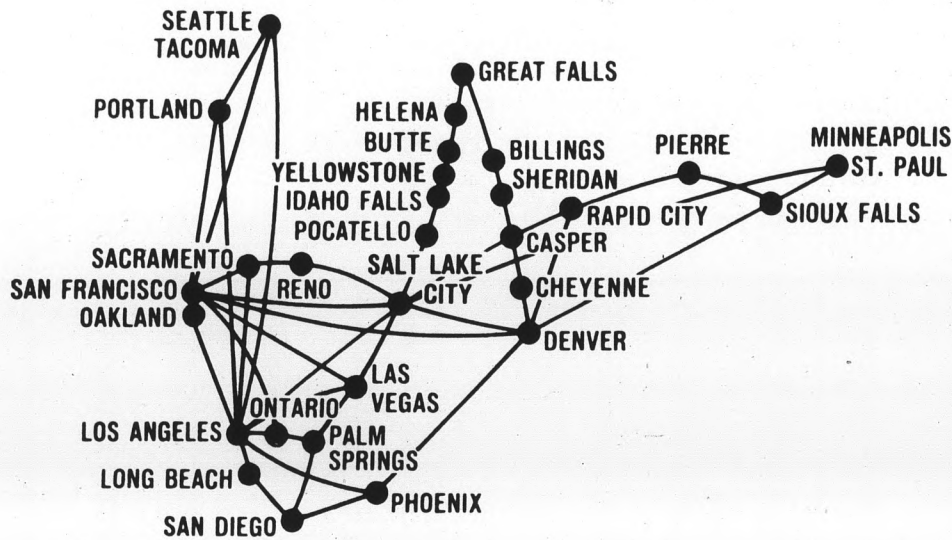 SEATTLE
TACOMA
GREAT FALLS
PORTLAND
HELENA
BUTTE
BILLINGS
PIERRE
MINNEAPOLIS
ST. PAUL
YELLOWSTONE
SHERIDAN
IDAHO FALLS
RAPID CITY
SIOUX FALLS
POCATELLO
CASPER
SACRAMENTO
SALT LAKE
CITY
SAN FRANCISCO
RENO
CHEYENNE
OAKLAND
DENVER
LAS
VEGAS
ONTARIO
LOS ANGELES
PALM
SPRINGS
LONG BEACH
PHOENIX
SAN DIEGO